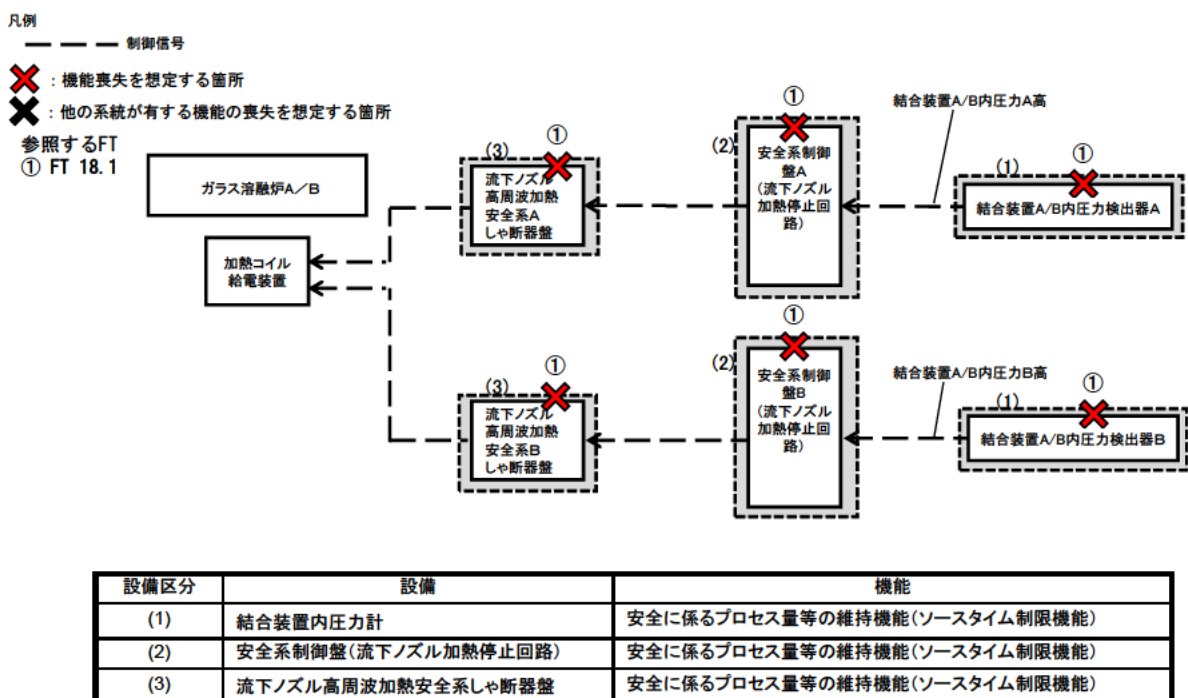 凡例
制御信号
：機能喪失を想定する箇所
：他の系統が有する機能の喪失を想定する箇所
参照するFT
① FT 18.1
ガラス溶融炉A／B
加熱コイル
給電装置
(3)
①
流下ノズル
高周波加熱
安全系A
しゃ断器盤
(2)
①
安全系制御
盤A
(流下ノズル
加熱停止回
路)
結合装置A/B内圧力A高
(1)
①
結合装置A/B内圧力検出器A
(3)
①
流下ノズル
高周波加熱
安全系B
しゃ断器盤
(2)
①
安全系制御
盤B
(流下ノズル
加熱停止回
路)
結合装置A/B内圧力B高
(1)
①
結合装置A/B内圧力検出器B
設備区分 設備 機能
(1) 結合装置内圧力計 安全に係るプロセス量等の維持機能(ソースタイム制限機能)
(2) 安全系制御盤(流下ノズル加熱停止回路) 安全に係るプロセス量等の維持機能(ソースタイム制限機能)
(3) 流下ノズル高周波加熱安全系しゃ断器盤 安全に係るプロセス量等の維持機能(ソースタイム制限機能)